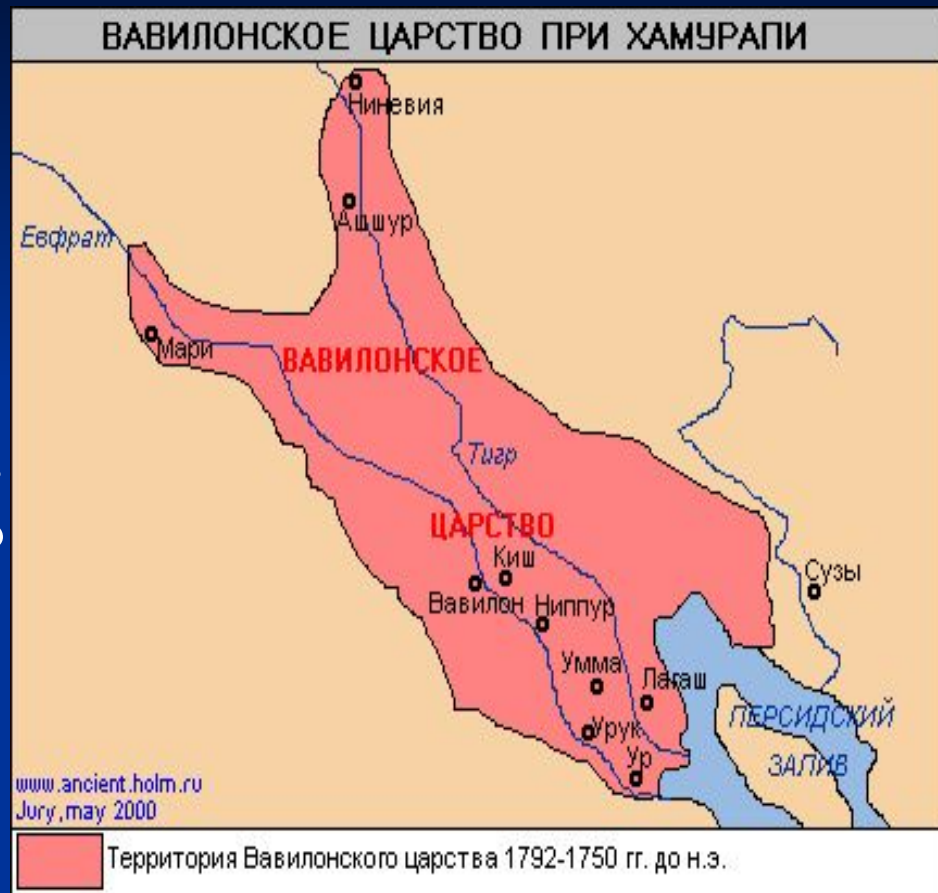 ВАВИЛОНСКОЕ ЦАРСТВО ПРИ ХАМУРАПИ
Ниневия
Ашшур
Евфрат
Мари
ВАВИЛОНСКОЕ
Тигр
ЦАРСТВО
Киш
Сузы
Вавилон
Ниппур
Умма
Лагаш
Урук
ПЕРСИДСКИЙ
ЗАЛИВ
Ур
www.ancient.holm.ru
Jury,may 2000
Территория Вавилонского царства 1792-1750 гг. до н.э.